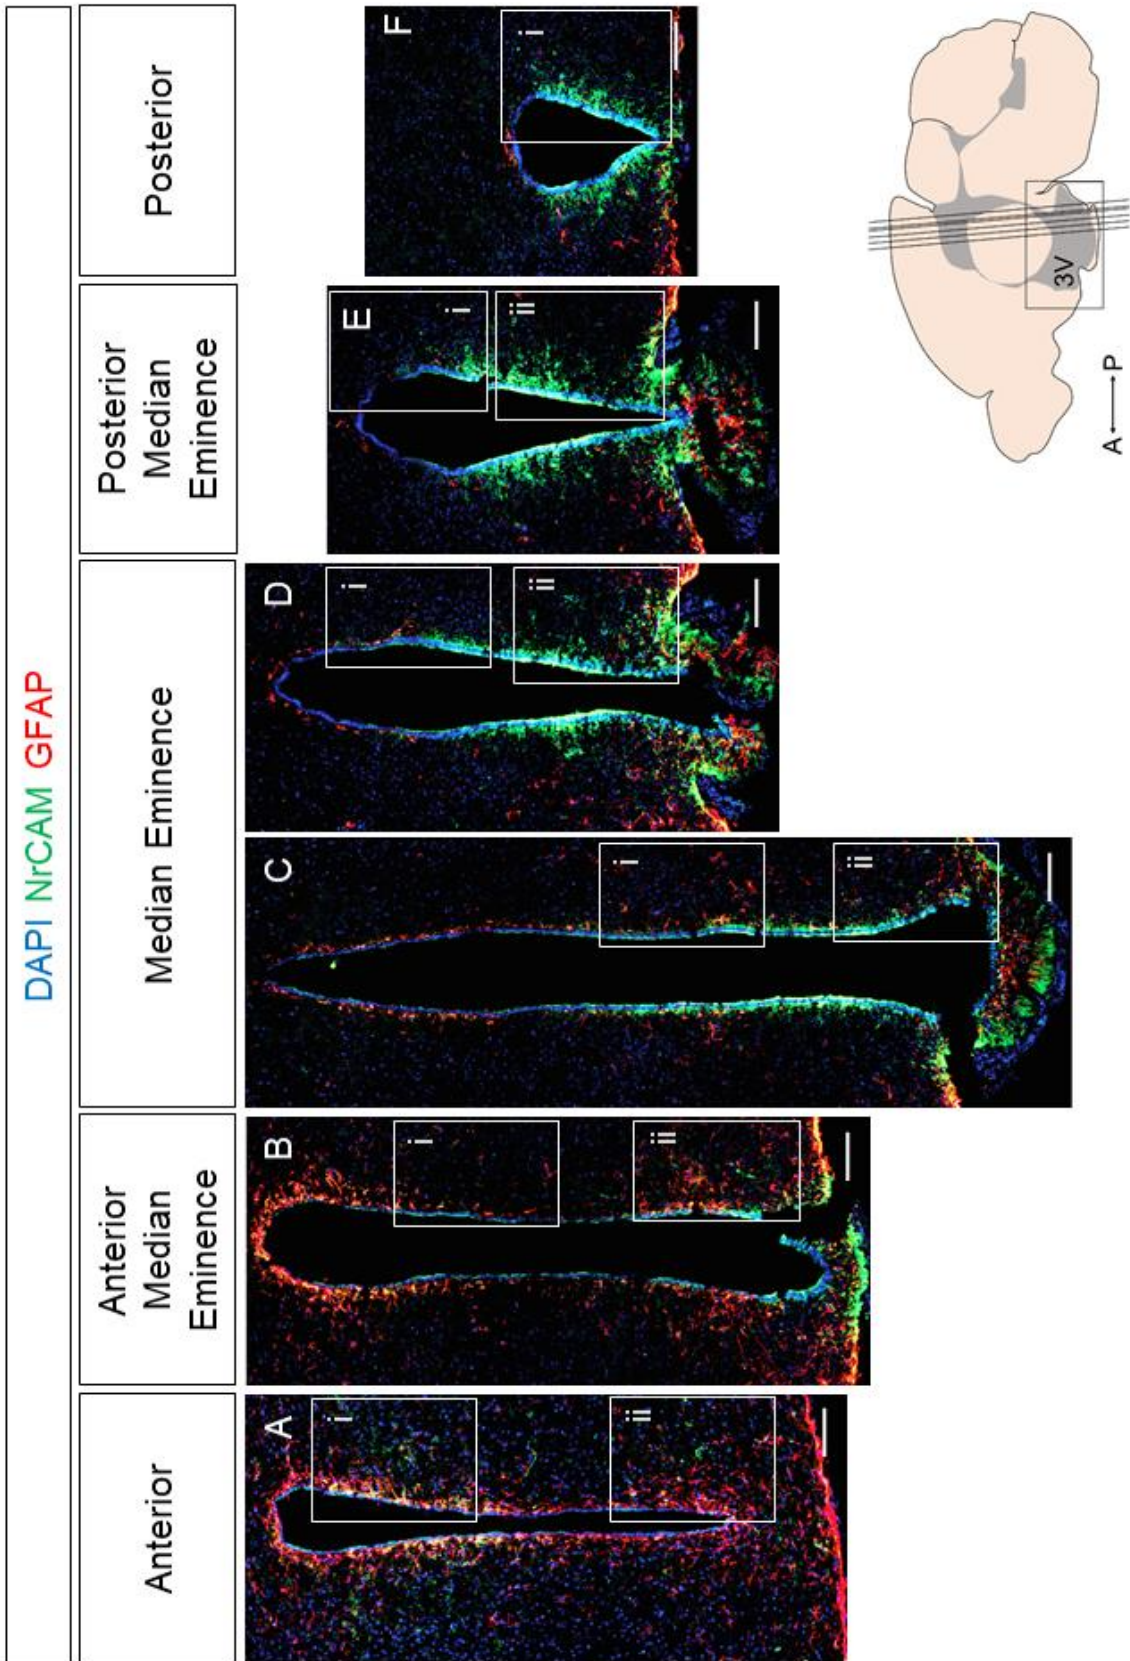 DAPI NrCAM GFAP
Anterior
Anterior
Median
Eminence
Median Eminence
Posterior
Median
Eminence
Posterior
A
i
ii
B
i
ii
C
i
ii
D
i
ii
E
i
ii
F
i
3V
A P